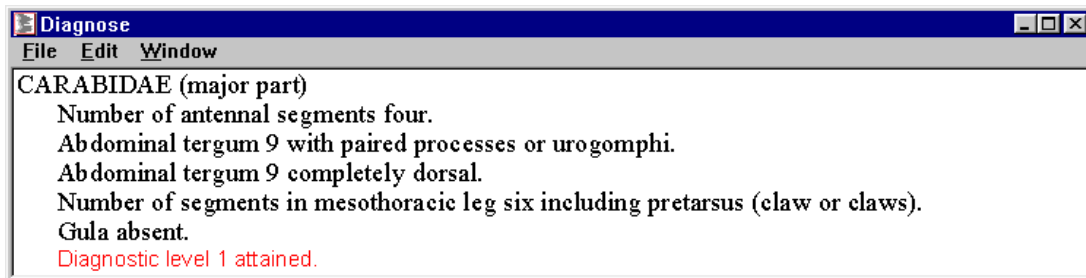 Diagnose
File Edit Window
CARABIDAE (major part)
Number of antennal segments four.
Abdominal tergum 9 with paired processes or urogomphi.
Abdominal tergum 9 completely dorsal.
Number of segments in mesothoracic leg six including pretarsus (claw or claws).
Gula absent.
Diagnostic level 1 attained.